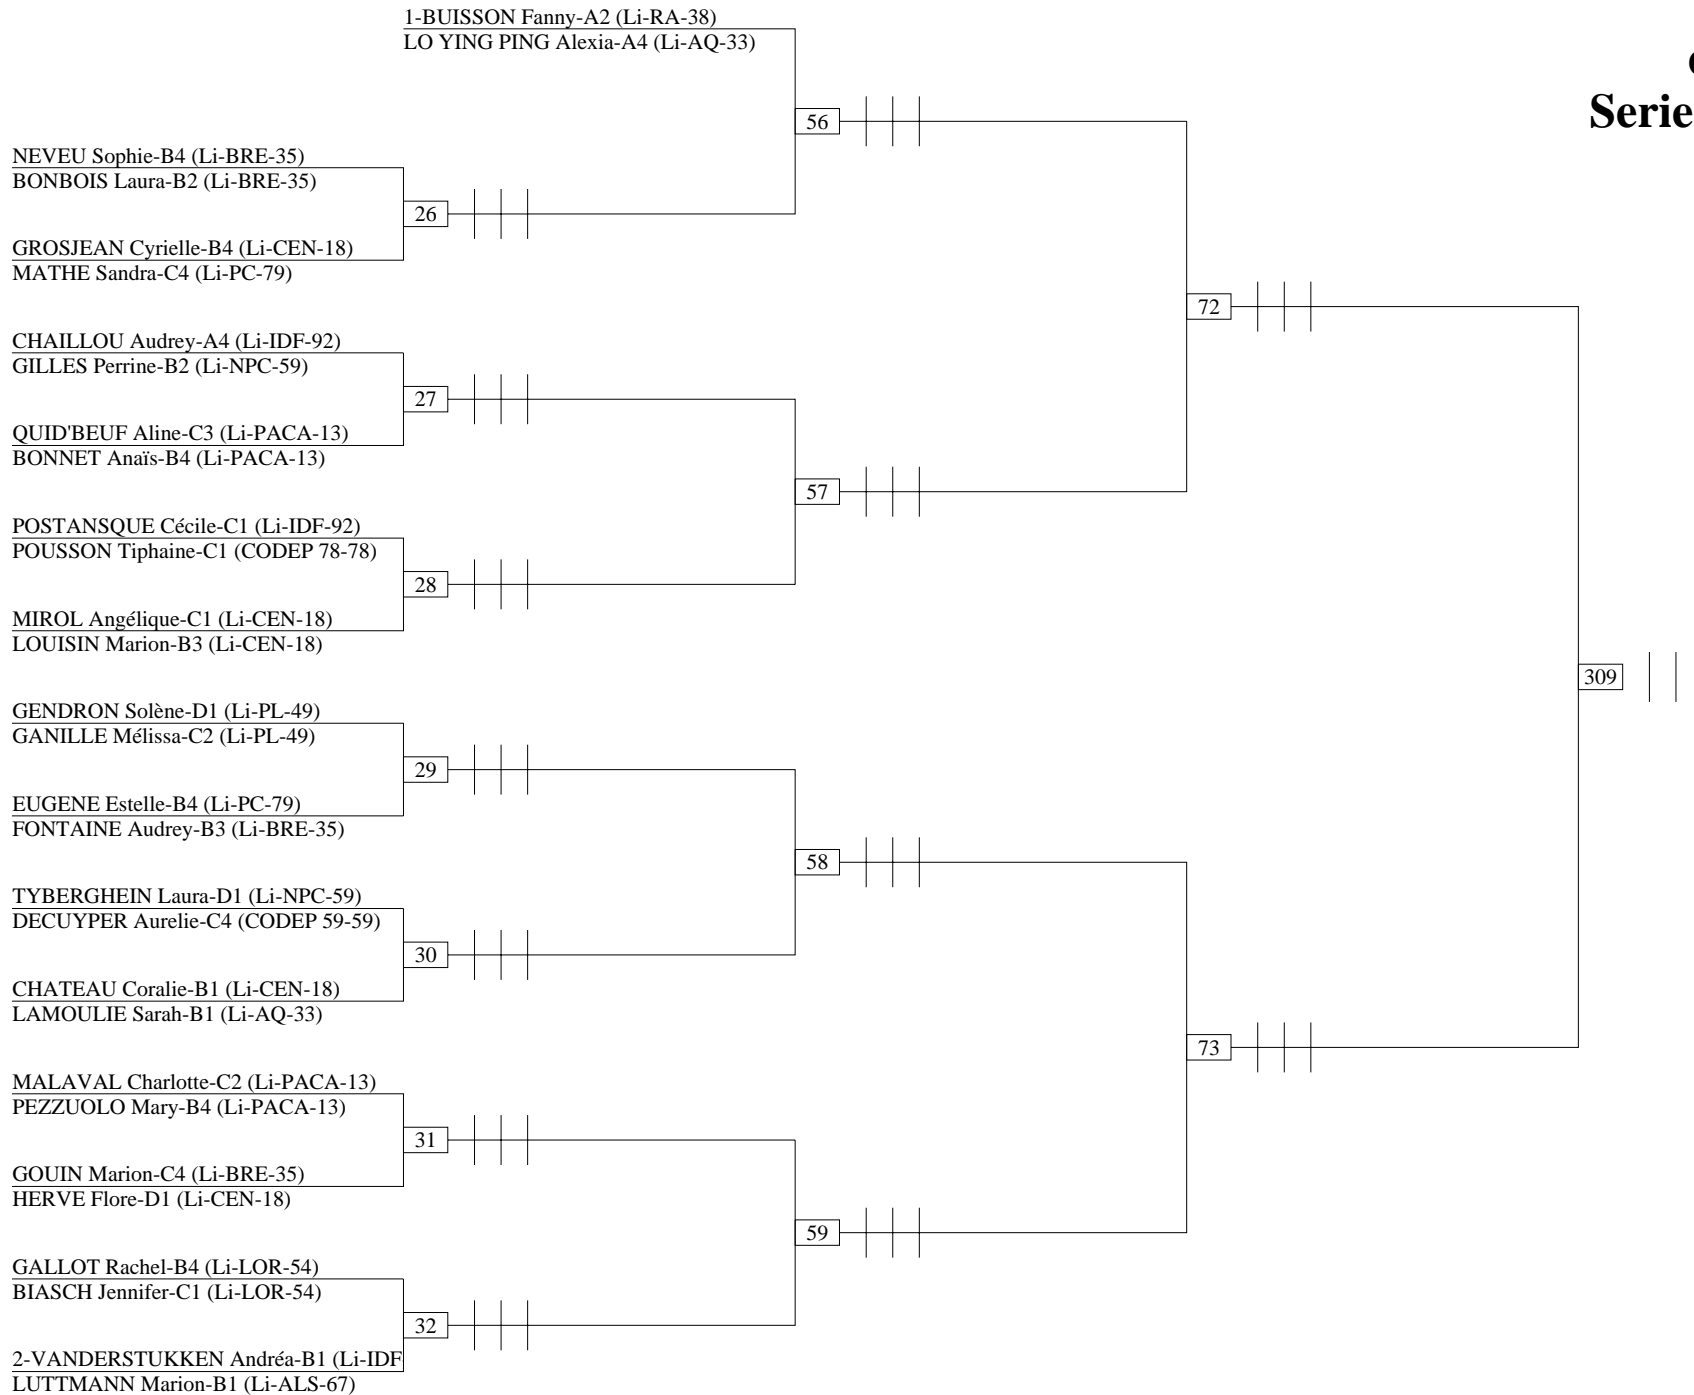 1-BUISSON Fanny-A2 (Li-RA-38)
LO YING PING Alexia-A4 (Li-AQ-33)
Serie
56
NEVEU Sophie-B4 (Li-BRE-35)
BONBOIS Laura-B2 (Li-BRE-35)
26
GROSJEAN Cyrielle-B4 (Li-CEN-18)
MATHE Sandra-C4 (Li-PC-79)
72
CHAILLOU Audrey-A4 (Li-IDF-92)
GILLES Perrine-B2 (Li-NPC-59)
27
QUID'BEUF Aline-C3 (Li-PACA-13)
BONNET Anaïs-B4 (Li-PACA-13)
57
POSTANSQUE Cécile-C1 (Li-IDF-92)
POUSSON Tiphaine-C1 (CODEP 78-78)
28
MIROL Angélique-C1 (Li-CEN-18)
LOUISIN Marion-B3 (Li-CEN-18)
309
GENDRON Solène-D1 (Li-PL-49)
GANILLE Mélissa-C2 (Li-PL-49)
29
EUGENE Estelle-B4 (Li-PC-79)
FONTAINE Audrey-B3 (Li-BRE-35)
58
TYBERGHEIN Laura-D1 (Li-NPC-59)
DECUYPER Aurelie-C4 (CODEP 59-59)
30
CHATEAU Coralie-B1 (Li-CEN-18)
LAMOULIE Sarah-B1 (Li-AQ-33)
73
MALAVAL Charlotte-C2 (Li-PACA-13)
PEZZUOLO Mary-B4 (Li-PACA-13)
31
GOUIN Marion-C4 (Li-BRE-35)
HERVE Flore-D1 (Li-CEN-18)
59
GALLOT Rachel-B4 (Li-LOR-54)
BIASCH Jennifer-C1 (Li-LOR-54)
32
2-VANDERSTUKKEN Andréa-B1 (Li-IDF
LUTTMANN Marion-B1 (Li-ALS-67)